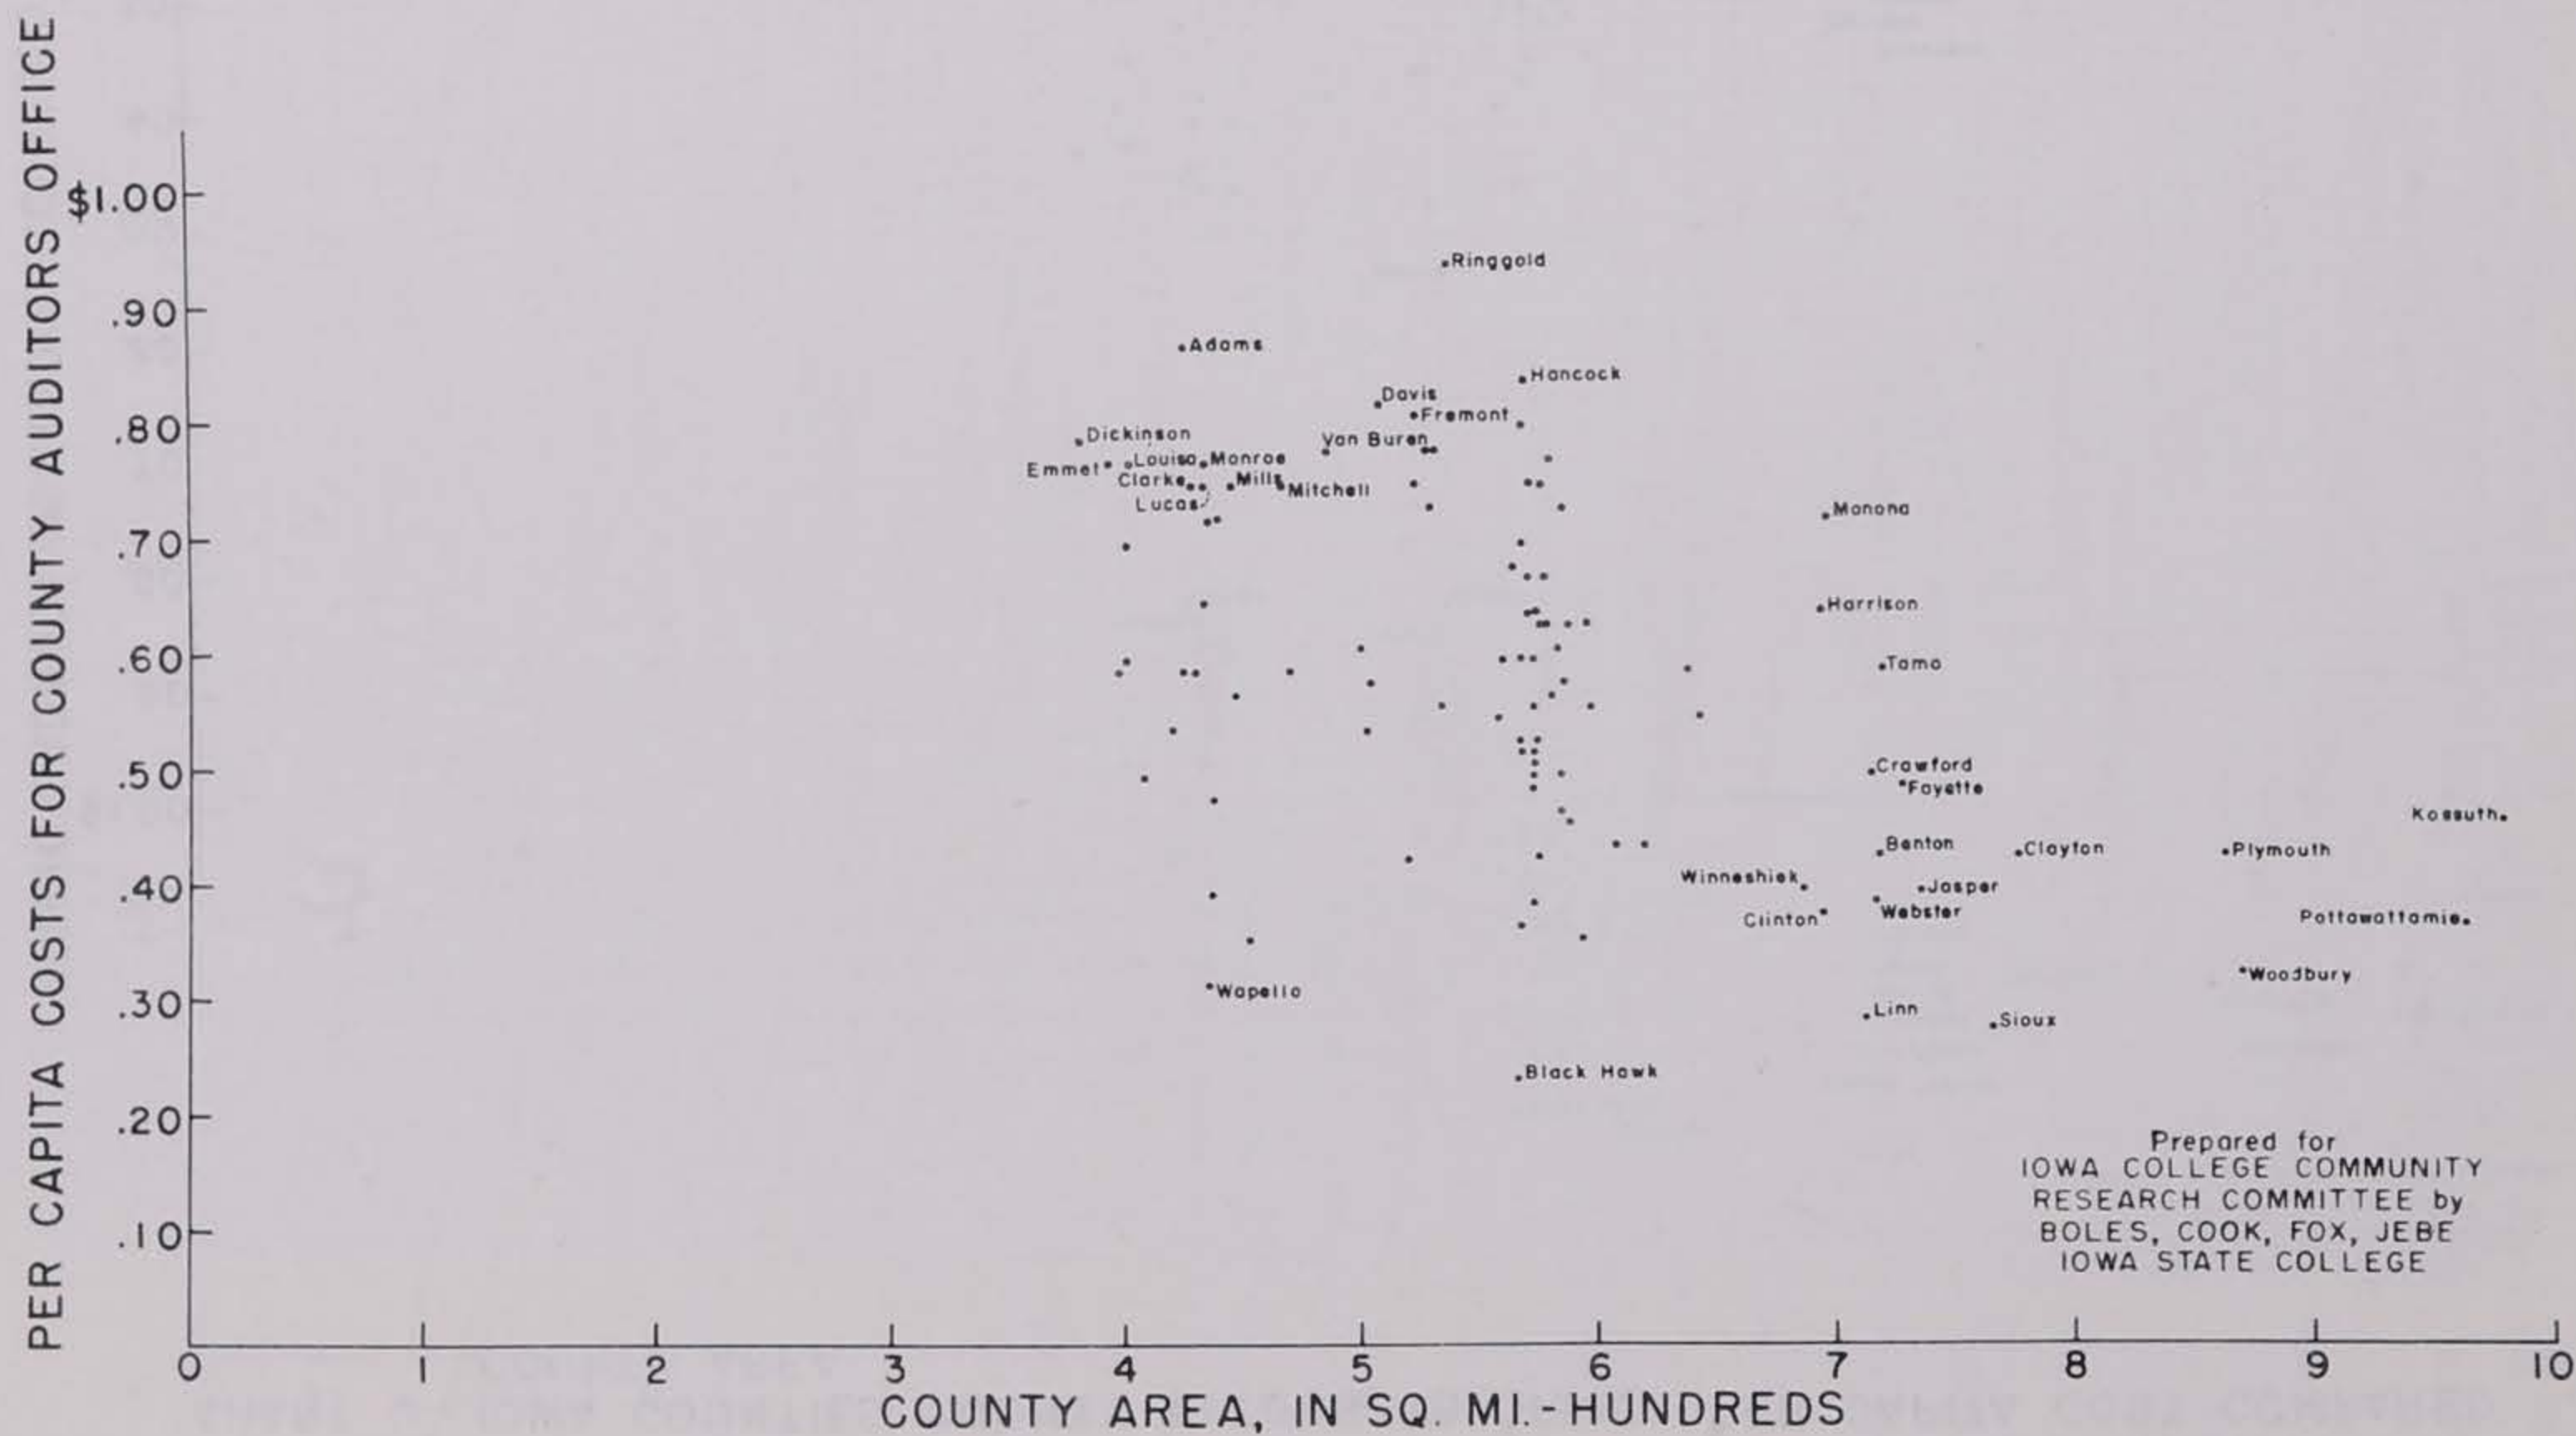 PER CAPITA COSTS FOR COUNTY AUDITORS OFFICE
$1.00
.90
.80
.70
.60
.50
.40
.30
.20
.10
Ringgold
Adams
Hancock
Davis
Fremont
Dickinson
Van Buren
Emmet
Louisa
Monroe
Clarke
Mills
Mitchell
Lucas
Monona
Harrison
Tama
Crawford
Fayette
Kossuth
Benton
Clayton
Plymouth
Winneshiek
Jasper
Webster
Clinton
Pottawattamie
Woodbury
Wapello
Linn
Sioux
Black Hawk
Prepared for
IOWA COLLEGE COMMUNITY
RESEARCH COMMITTEE by
BOLES, COOK, FOX, JEBE
IOWA STATE COLLEGE
0 1 2 3 4 5 6 7 8 9 10
COUNTY AREA, IN SQ. MI.-HUNDREDS